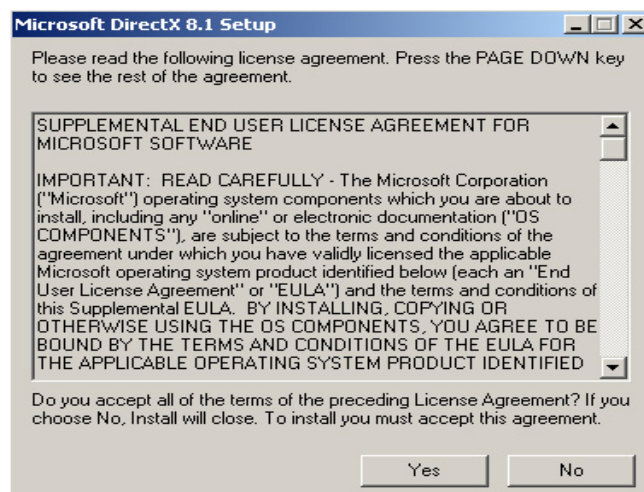 Microsoft DirectX 8.1 Setup
Please read the following license agreement. Press the PAGE DOWN key
to see the rest of the agreement.
SUPPLEMENTAL END USER LICENSE AGREEMENT FOR
MICROSOFT SOFTWARE
IMPORTANT:  READ CAREFULLY - The Microsoft Corporation
("Microsoft") operating system components which you are about to
install, including any "online" or electronic documentation ("OS
COMPONENTS"), are subject to the terms and conditions of the
agreement under which you have validly licensed the applicable
Microsoft operating system product identified below (each an "End
User License Agreement" or "EULA") and the terms and conditions of
this Supplemental EULA.  BY INSTALLING, COPYING OR
OTHERWISE USING THE OS COMPONENTS, YOU AGREE TO BE
BOUND BY THE TERMS AND CONDITIONS OF THE EULA FOR
THE APPLICABLE OPERATING SYSTEM PRODUCT IDENTIFIED
Do you accept all of the terms of the preceding License Agreement? If you
choose No, Install will close. To install you must accept this agreement.
Yes
No